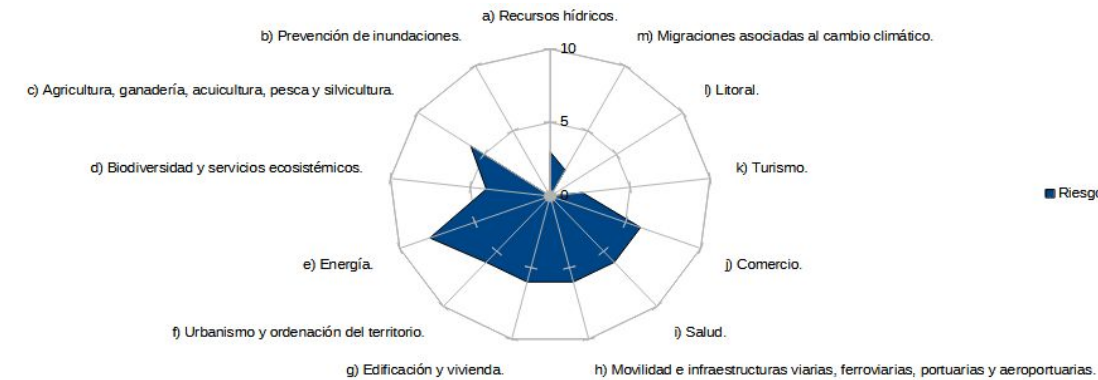 a) Recursos hídricos.
b) Prevención de inundaciones.
m) Migraciones asociadas al cambio climático.
10
c) Agricultura, ganadería, acuicultura, pesca y silvicultura.
l) Litoral.
5
d) Biodiversidad y servicios ecosistémicos.
k) Turismo.
0
Riesgo
e) Energía.
j) Comercio.
f) Urbanismo y ordenación del territorio.
i) Salud.
g) Edificación y vivienda.
h) Movilidad e infraestructuras viarias, ferroviarias, portuarias y aeroportuarias.